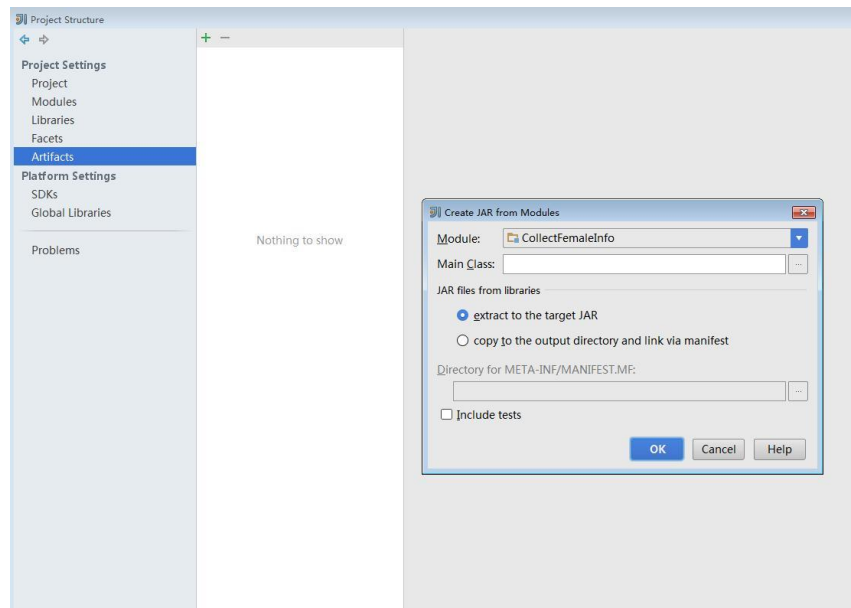 Project Structure
Project Settings
Project
Modules
Libraries
Facets
Artifacts
Platform Settings
SDKs
Global Libraries
Problems
Nothing to show
Create JAR from Modules
Module: CollectFemaleInfo
Main Class:
JAR files from libraries
extract to the target JAR
copy to the output directory and link via manifest
Directory for META-INF/MANIFEST.MF:
Include tests
OK Cancel Help